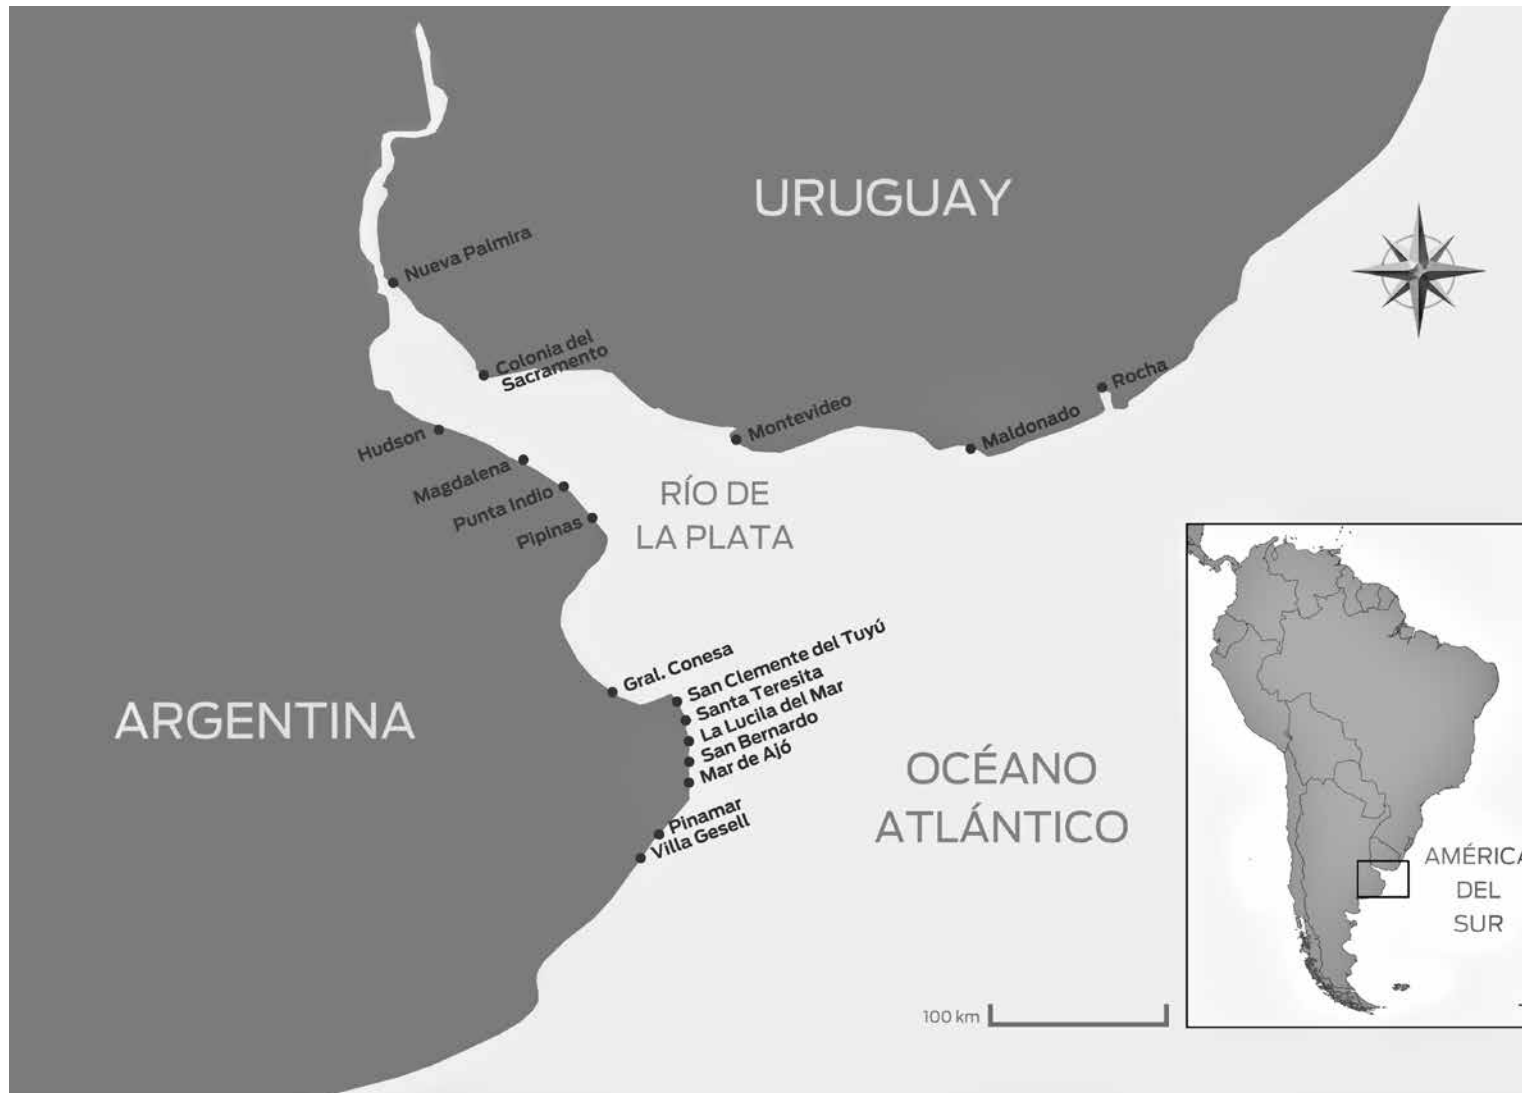 URUGUAY
Nueva Palmira
Colonia del
Sacramento
Rocha
Montevideo
Maldonado
Hudson
Magdalena
Punta Indio
Pipinas
RÍO DE
LA PLATA
Gral. Conesa
San Clemente del Tuyú
Santa Teresita
La Lucila del Mar
San Bernardo
Mar de Ajó
ARGENTINA
Pinamar
Villa Gesell
OCÉANO
ATLÁNTICO
AMÉRICA
DEL
SUR
100 km